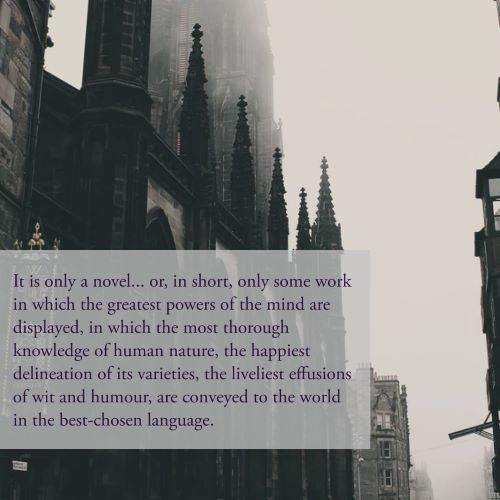 It is only a novel... or, in short, only some work
in which the greatest powers of the mind are
displayed, in which the most thorough
knowledge of human nature, the happiest
delineation of its varieties, the liveliest effusions
of wit and humour, are conveyed to the world
in the best-chosen language.